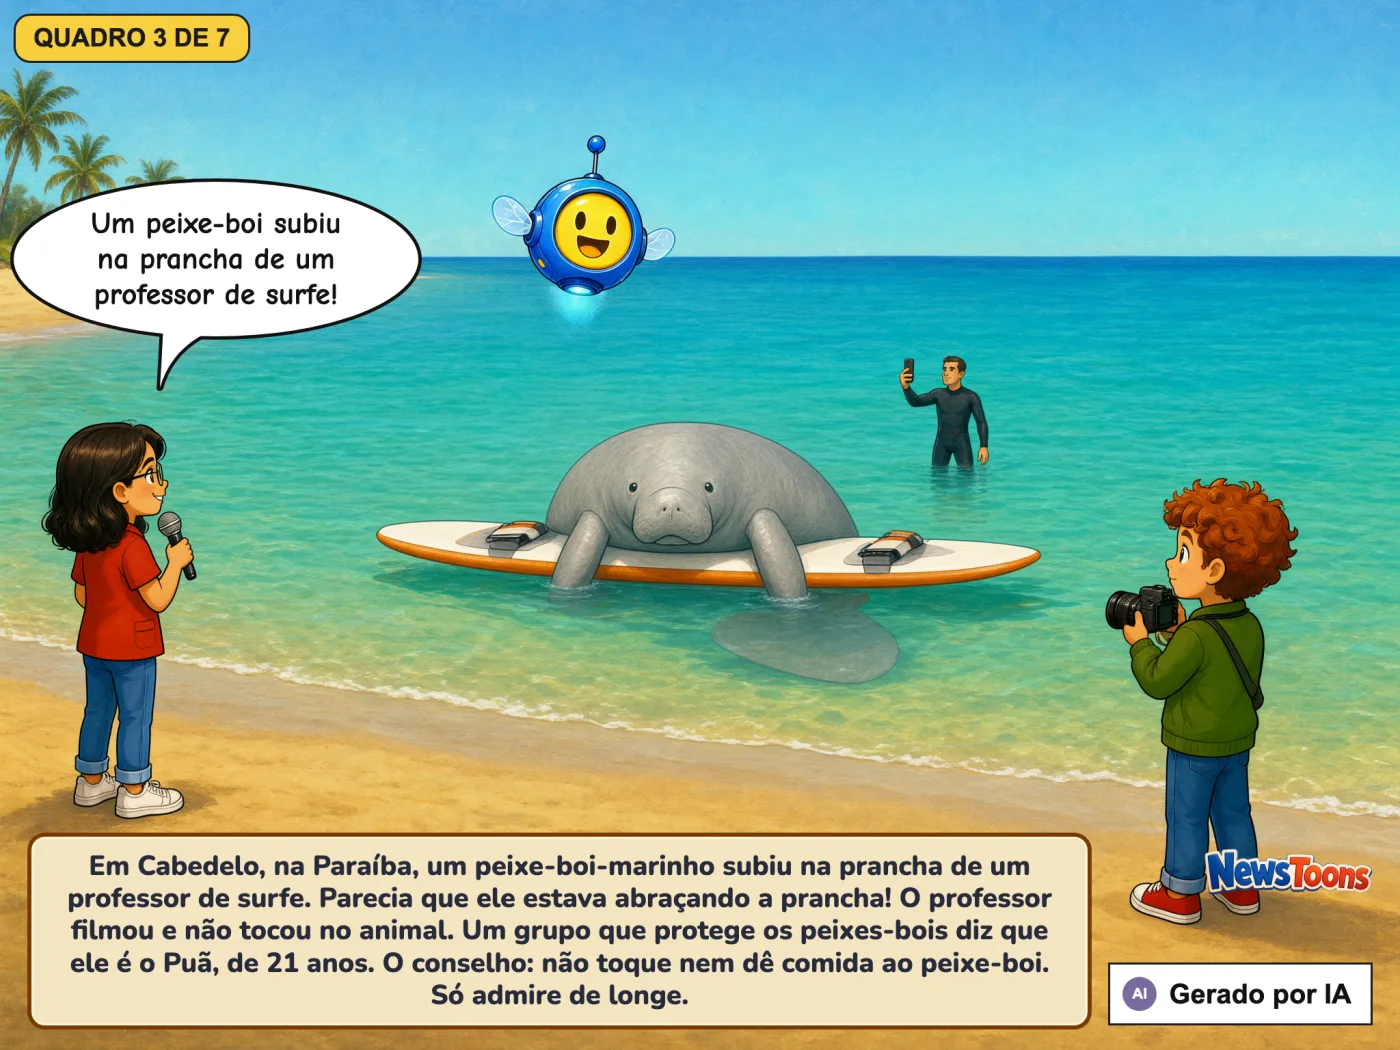 QUADRO 3 DE 7
Um peixe-boi subiu
na prancha de um
professor de surfe!
Em Cabedelo, na Paraíba, um peixe-boi-marinho subiu na prancha de um
professor de surfe. Parecia que ele estava abraçando a prancha! O professor
filmou e não tocou no animal. Um grupo que protege os peixes-bois diz que
ele é o Puã, de 21 anos. O conselho: não toque nem dê comida ao peixe-boi.
Só admire de longe.
NewsToons
AI Gerado por IA